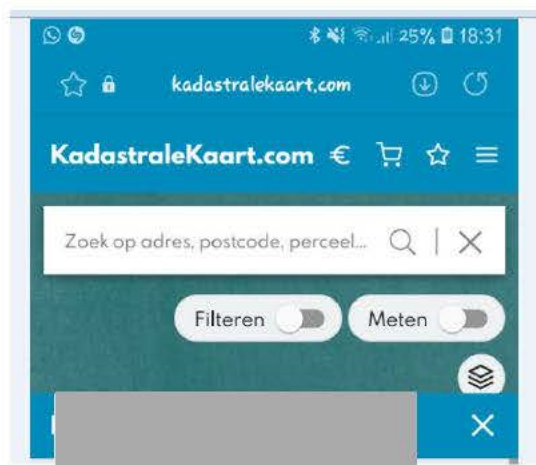 25% 18:31
kadastralekaart.com
KadastraleKaart.com €
Zoek op adres, postcode, perceel...
Filteren Meten